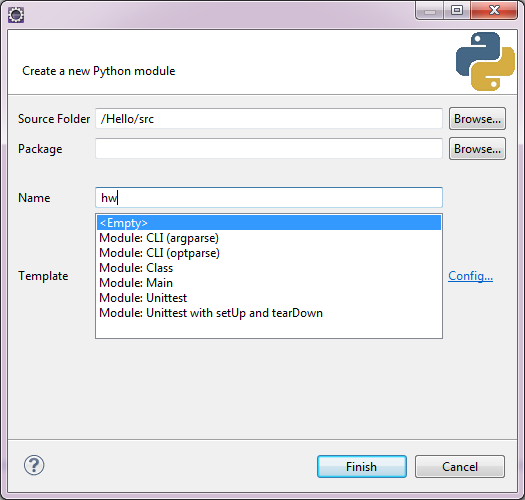 Create a new Python module
Source Folder /Hello/src Browse...
Package Browse...
Name hw
<Empty>
Module: CLI (argparse)
Module: CLI (optparse)
Template Module: Class Config...
Module: Main
Module: Unittest
Module: Unittest with setUp and tearDown
? Finish Cancel